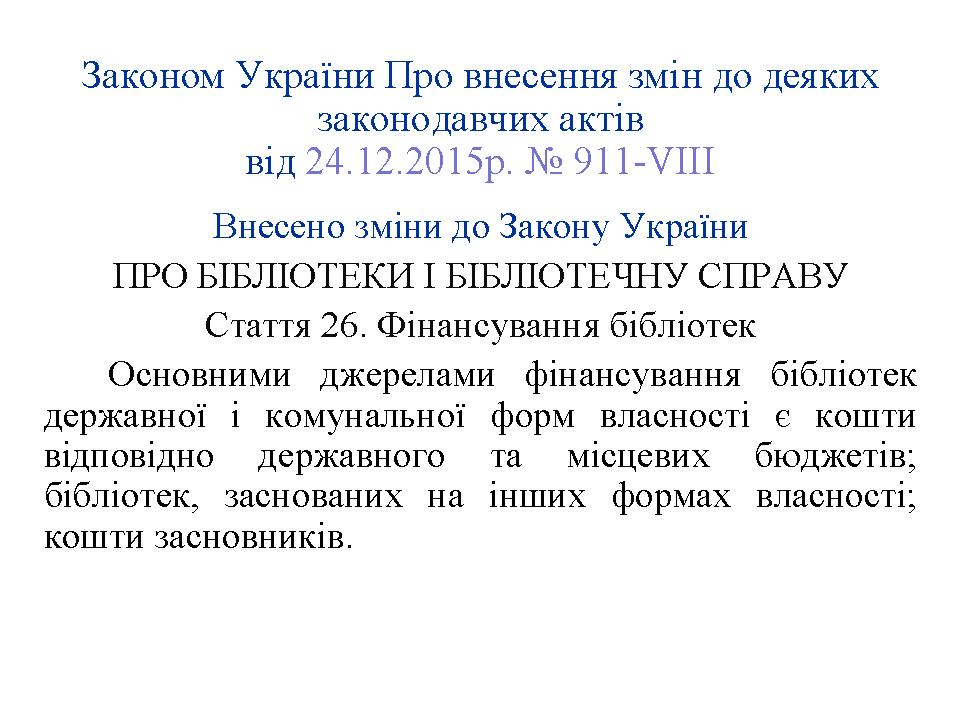 Законом України Про внесення змін до деяких
законодавчих актів
від 24.12.2015р. № 911-VIII
Внесено зміни до Закону України
ПРО БІБЛІОТЕКИ І БІБЛІОТЕЧНУ СПРАВУ
Стаття 26. Фінансування бібліотек
Основними джерелами фінансування бібліотек
державної і комунальної форм власності є кошти
відповідно державного та місцевих бюджетів;
бібліотек, заснованих на інших формах власності;
кошти засновників.